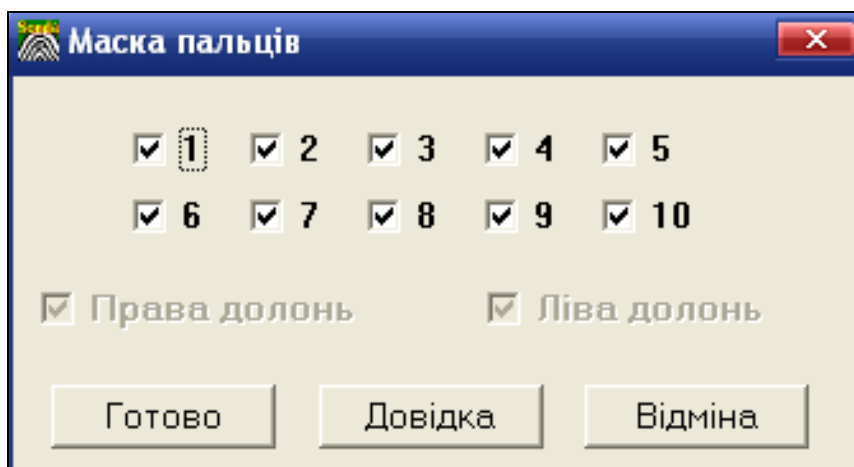 Маска пальців
1 2 3 4 5
6 7 8 9 10
Права долонь Ліва долонь
Готово Довідка Відміна